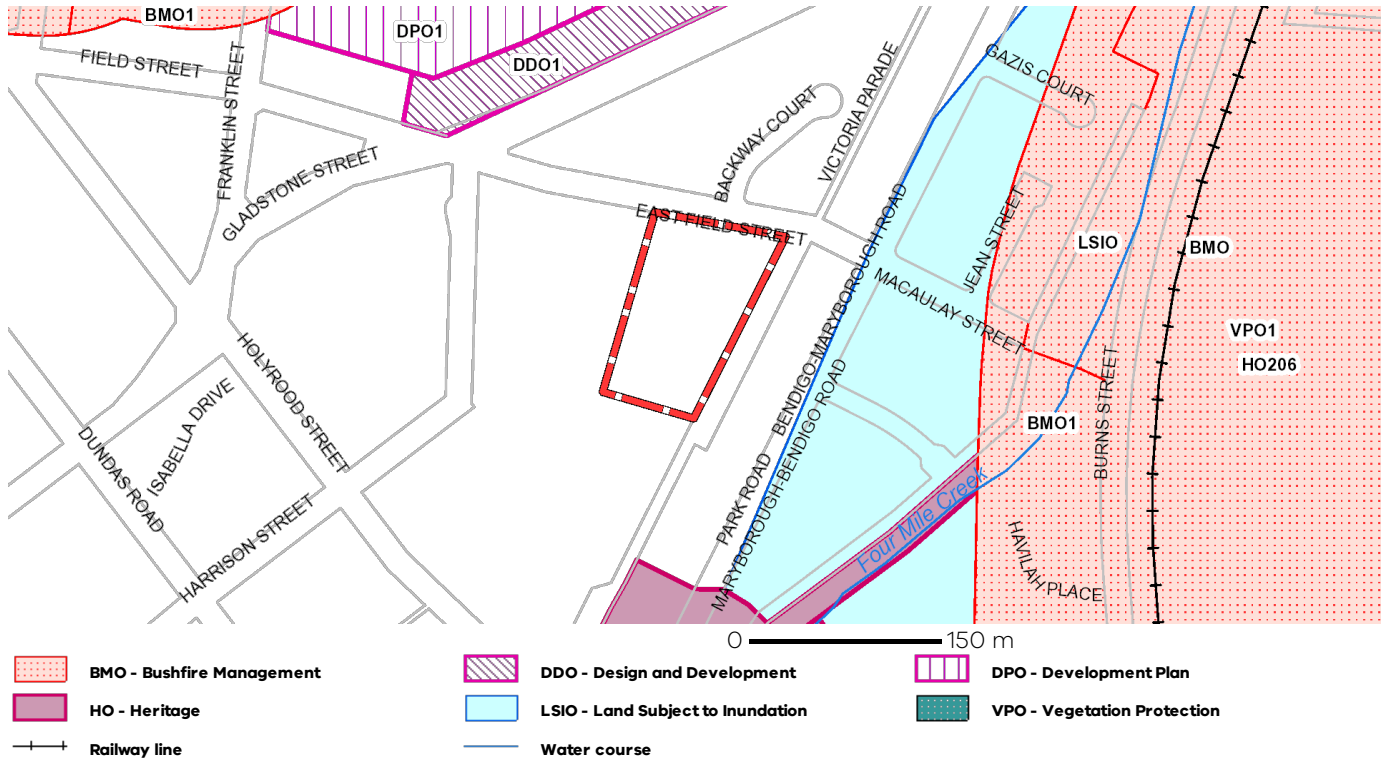 BMO1
DPO1
FIELD STREET
DDO1
GAZIS COURT
FRANKLIN STREET
BACKWAY COURT
VICTORIA PARADE
GLADSTONE STREET
EAST FIELD STREET
BENDIGO-MARYBOROUGH ROAD
JEAN STREET
LSIO
BMO
MACAULAY STREET
VPO1
HO206
HOLYROOD STREET
ISABELLA DRIVE
DUNDAS ROAD
HARRISON STREET
MARYBOROUGH-BENDIGO ROAD
PARK ROAD
BURNS STREET
BMO1
Four Mile Creek
HAVILAH PLACE
0 150 m
BMO - Bushfire Management
DDO - Design and Development
DPO - Development Plan
HO - Heritage
LSIO - Land Subject to Inundation
VPO - Vegetation Protection
Railway line
Water course